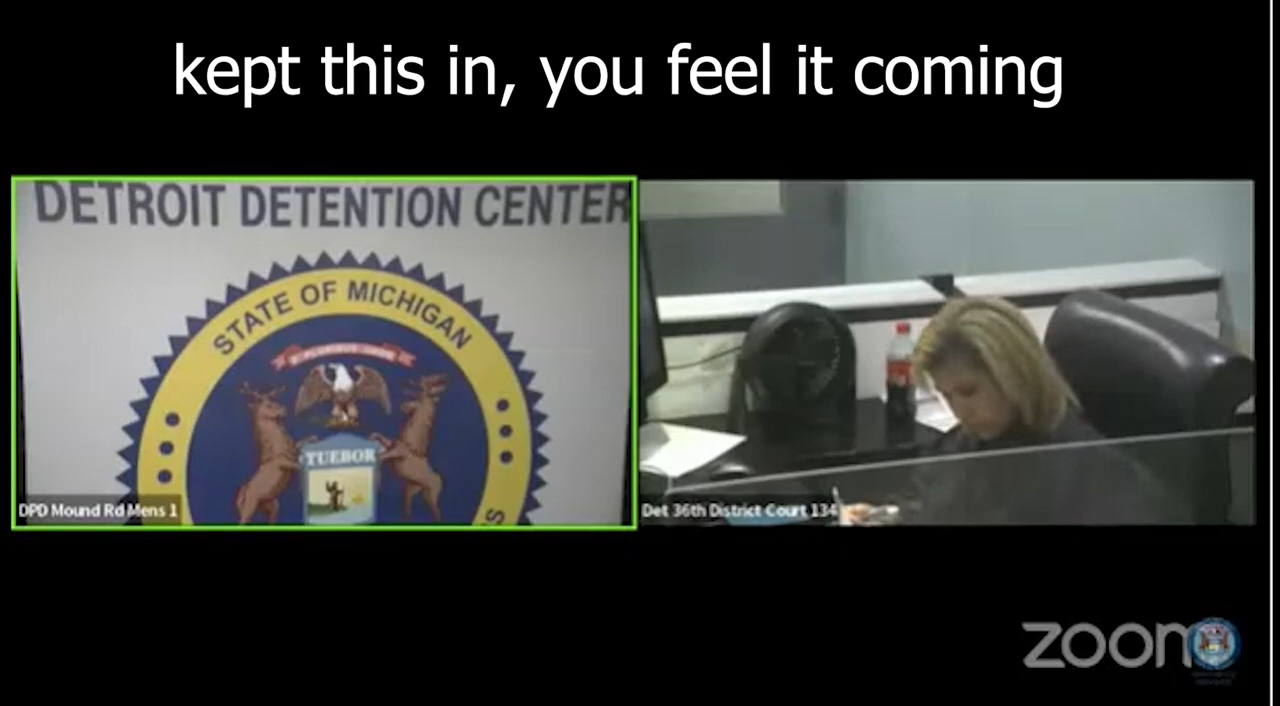 kept this in, you feel it coming
DETROIT DETENTION CENTER
STATE OF MICHIGAN
TUEBOR
DPD Mound Rd Mens 1
Det 36th District Court 134
zoom